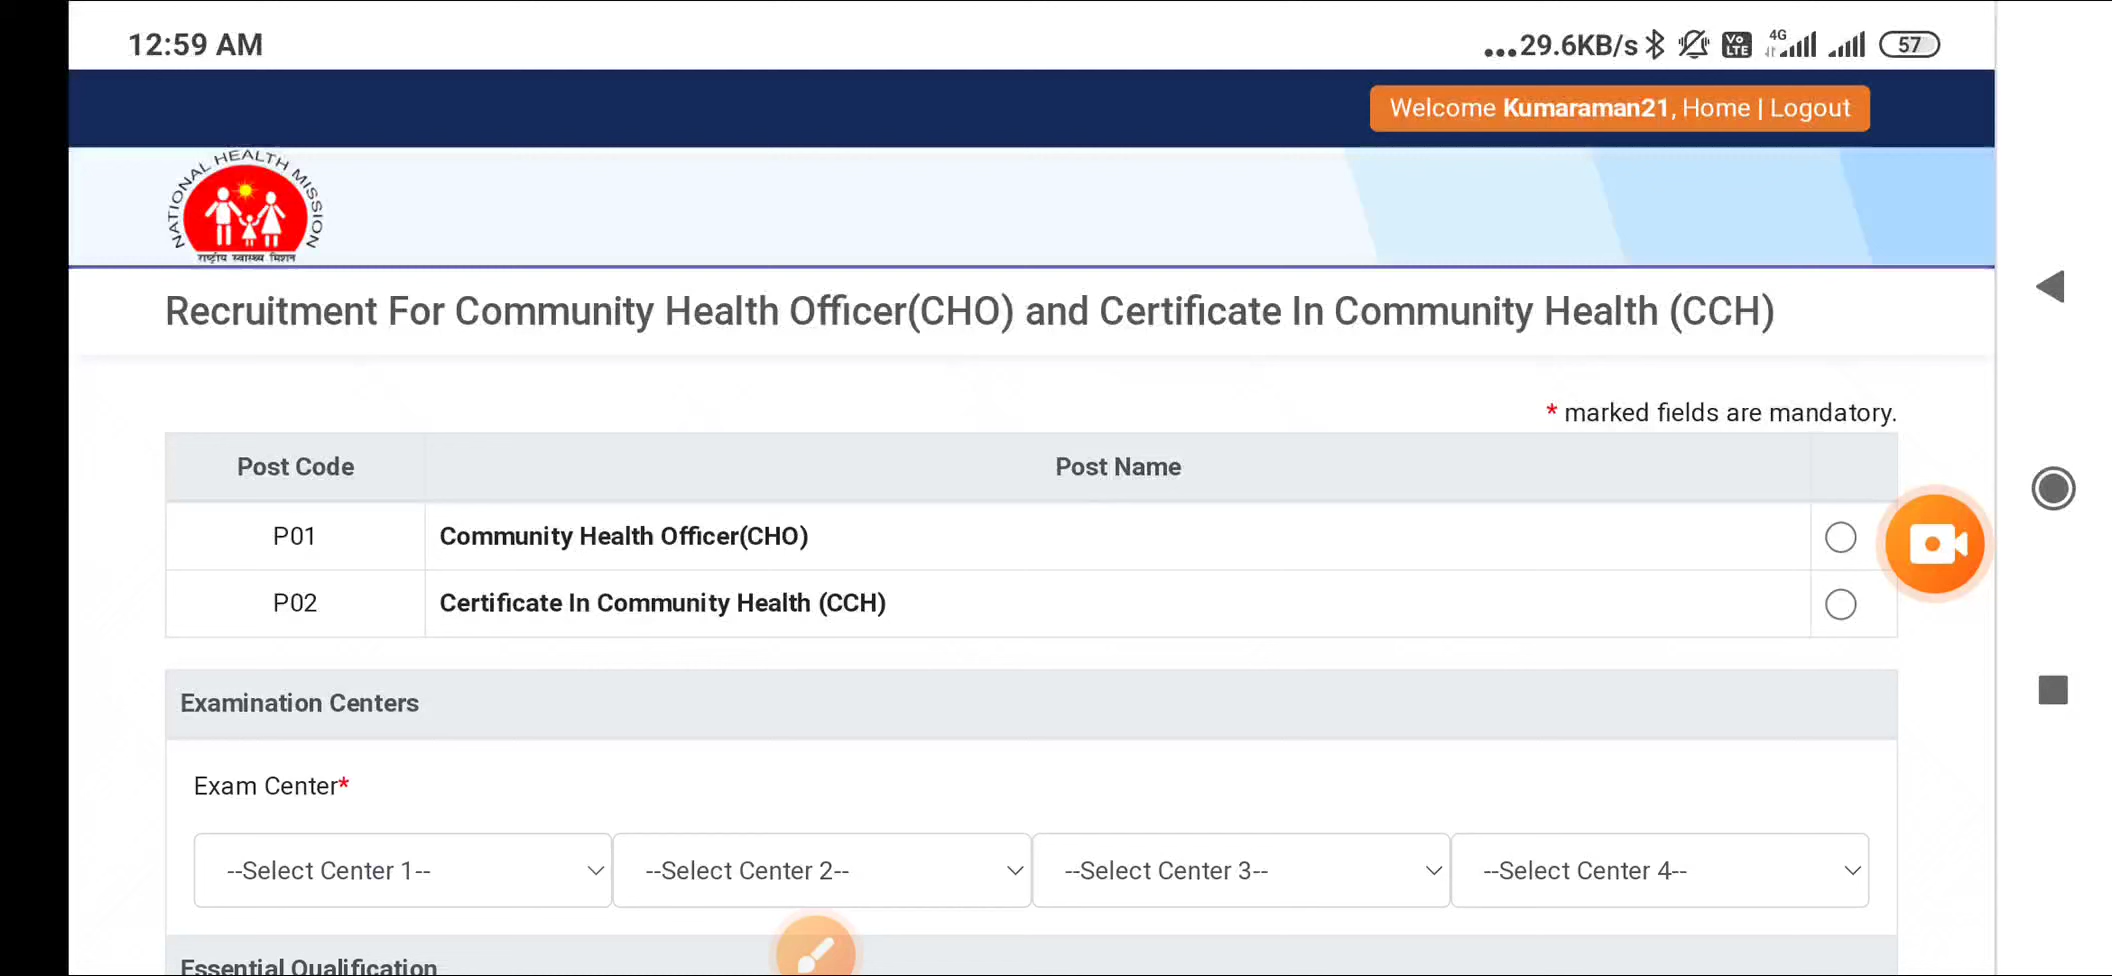 12:59 AM
...29.6KB/s Vo LTE 4G 57
Welcome Kumaraman21, Home | Logout
NATIONAL HEALTH MISSION
राष्ट्रीय स्वास्थ्य मिशन
Recruitment For Community Health Officer(CHO) and Certificate In Community Health (CCH)
* marked fields are mandatory.
Post Code Post Name
P01 Community Health Officer(CHO)
P02 Certificate In Community Health (CCH)
Examination Centers
Exam Center*
--Select Center 1-- --Select Center 2-- --Select Center 3-- --Select Center 4--
Essential Qualification